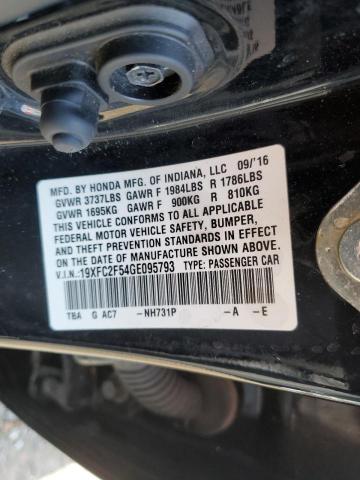 MFD. BY HONDA MFG. OF INDIANA, LLC 09/16
GVWR 3737LBS GAWR F 1984LBS R 1786LBS
GVWR 1695KG GAWR F 900KG R 810KG
THIS VEHICLE CONFORMS TO ALL APPLICABLE
FEDERAL MOTOR VEHICLE SAFETY, BUMPER,
AND THEFT PREVENTION STANDARDS IN EFFECT
ON THE DATE OF MANUFACTURE SHOWN ABOVE.
V.I.N.:19XFC2F54GE095793 TYPE: PASSENGER CAR
TBA G AC7 -NH731P -A -E